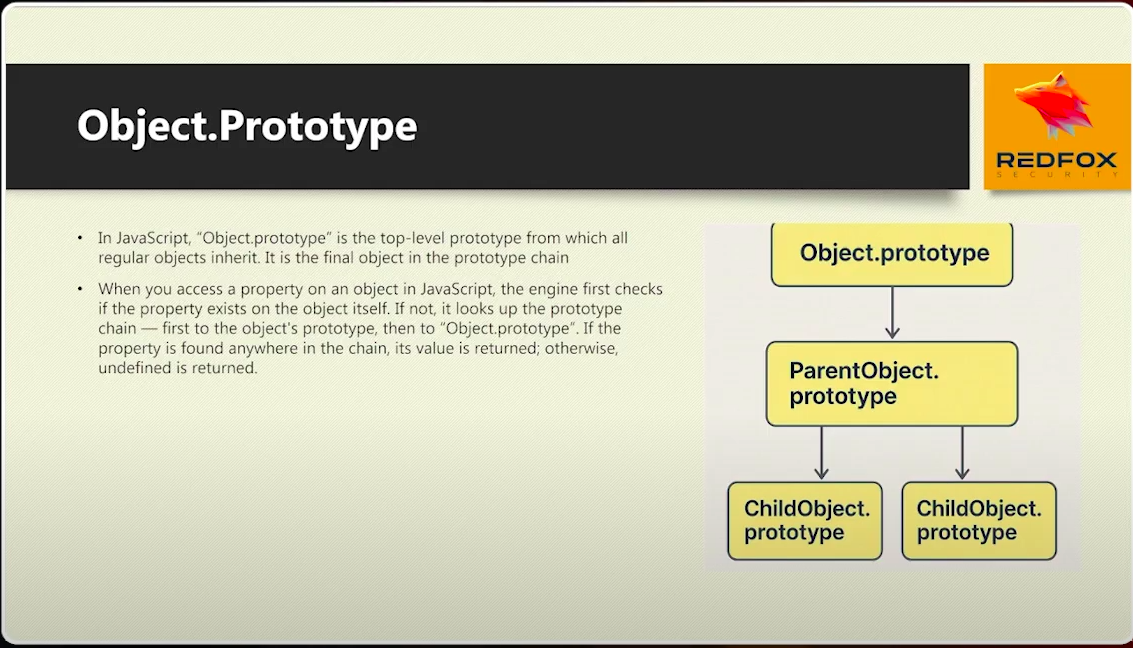 Object.Prototype
REDFOX
SECURITY
• In JavaScript, “Object.prototype” is the top-level prototype from which all
regular objects inherit. It is the final object in the prototype chain
• When you access a property on an object in JavaScript, the engine first checks
if the property exists on the object itself. If not, it looks up the prototype
chain — first to the object's prototype, then to “Object.prototype”. If the
property is found anywhere in the chain, its value is returned; otherwise,
undefined is returned.
Object.prototype
ParentObject.
prototype
ChildObject.
prototype
ChildObject.
prototype